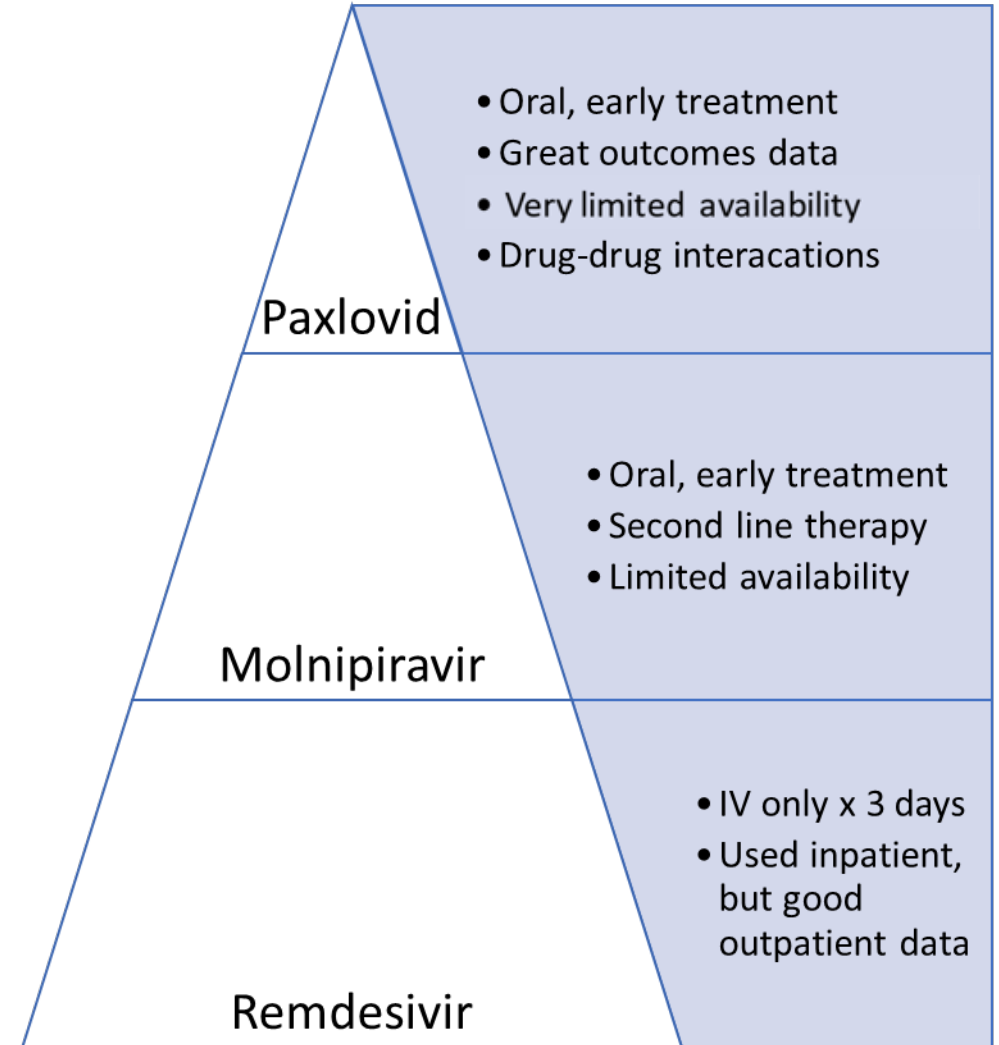 • Oral, early treatment
• Great outcomes data
• Very limited availability
• Drug-drug interacations
Paxlovid
• Oral, early treatment
• Second line therapy
• Limited availability
Molnipiravir
• IV only x 3 days
• Used inpatient,
but good
outpatient data
Remdesivir